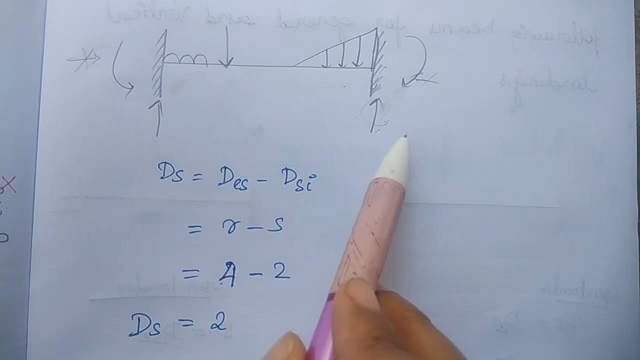 Ds = Des - Dsi
= r - s
= 4 - 2
Ds = 2